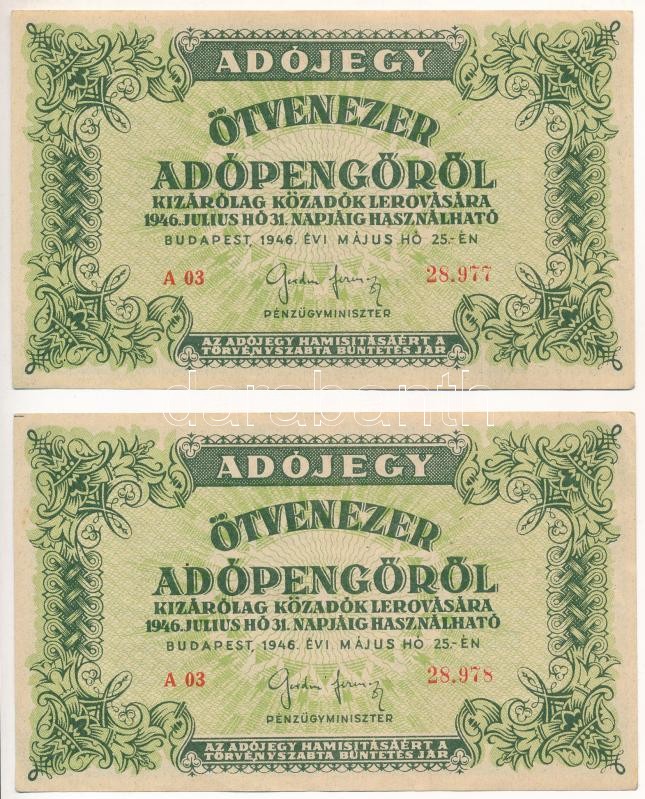 ADÓJEGY
ÖTVENEZER
ADÓPENGŐRŐL
KIZÁRÓLAG KÖZADÓK LEROVÁSÁRA
1946. JULIUS HÓ 31. NAPJÁIG HASZNÁLHATÓ
BUDAPEST, 1946. ÉVI MÁJUS HÓ 25.-ÉN
A 03 28.977
PÉNZÜGYMINISZTER
AZ ADÓJEGY HAMISITÁSÁÉRT A
TÖRVÉNYSZABTA BÜNTETÉS JÁR
darabanth
ADÓJEGY
ÖTVENEZER
ADÓPENGŐRŐL
KIZÁRÓLAG KÖZADÓK LEROVÁSÁRA
1946. JULIUS HÓ 31. NAPJÁIG HASZNÁLHATÓ
BUDAPEST, 1946. ÉVI MÁJUS HÓ 25.-ÉN
A 03 28.978
PÉNZÜGYMINISZTER
AZ ADÓJEGY HAMISITÁSÁÉRT A
TÖRVÉNYSZABTA BÜNTETÉS JÁR